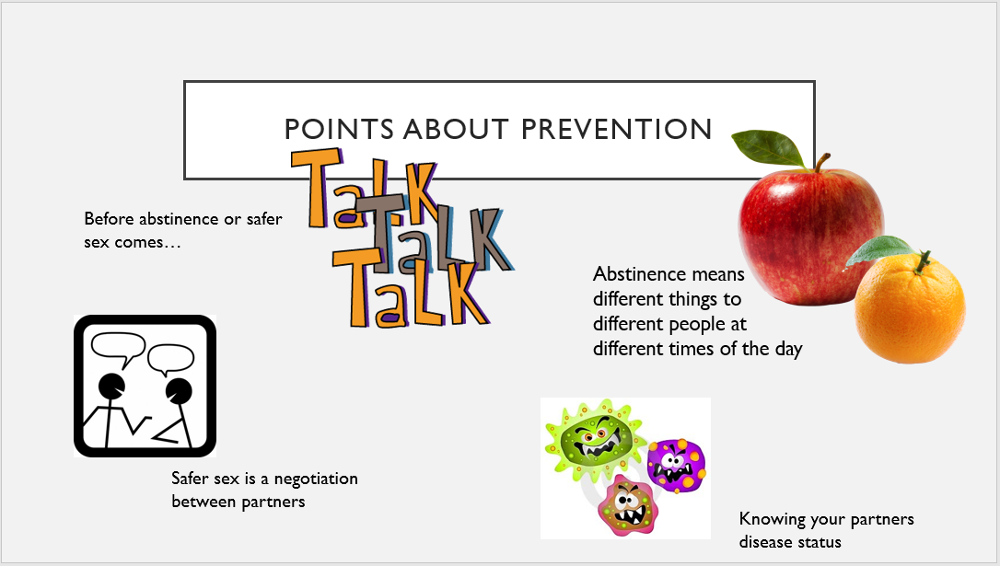 POINTS ABOUT PREVENTION
Talk
Talk
Talk
Before abstinence or safer
sex comes…
Abstinence means
different things to
different people at
different times of the day
Safer sex is a negotiation
between partners
Knowing your partners
disease status